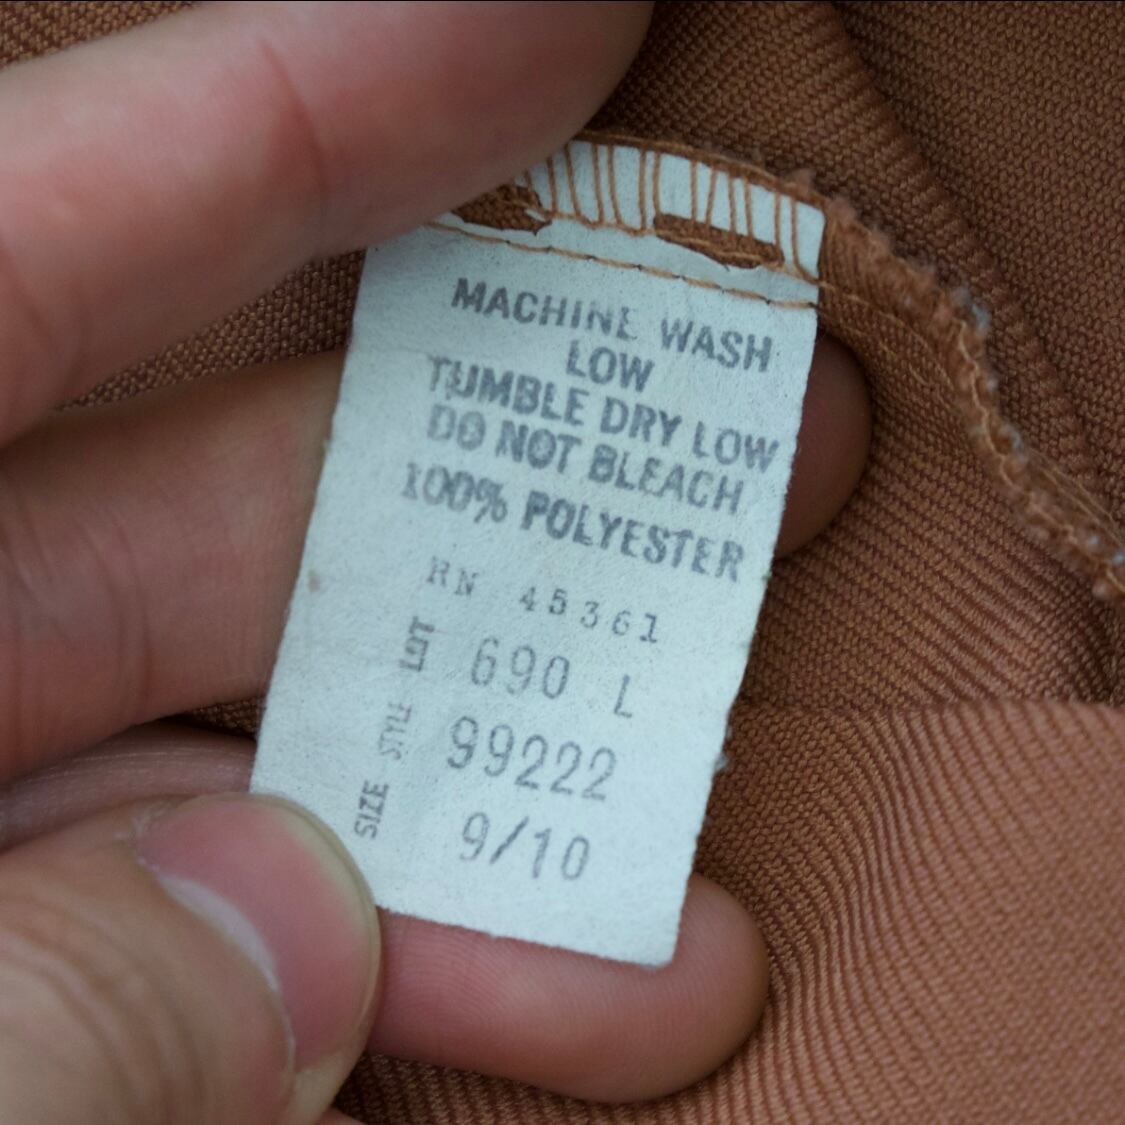 MACHINE WASH
LOW
TUMBLE DRY LOW
DO NOT BLEACH
100% POLYESTER
RN 45361
LOT 690 L
STYLE 99222
SIZE 9/10